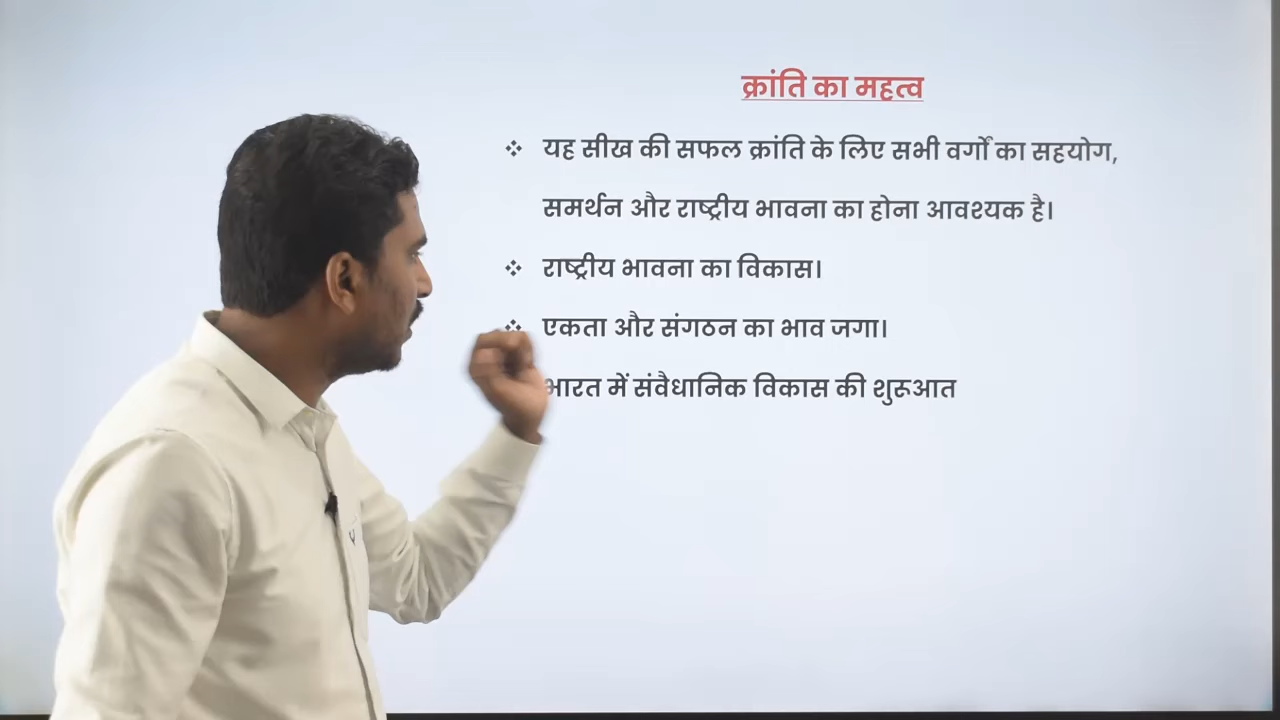 क्रांति का महत्व
❖ यह सीख की सफल क्रांति के लिए सभी वर्गों का सहयोग,
समर्थन और राष्ट्रीय भावना का होना आवश्यक है।
❖ राष्ट्रीय भावना का विकास।
❖ एकता और संगठन का भाव जगा।
भारत में संवैधानिक विकास की शुरूआत